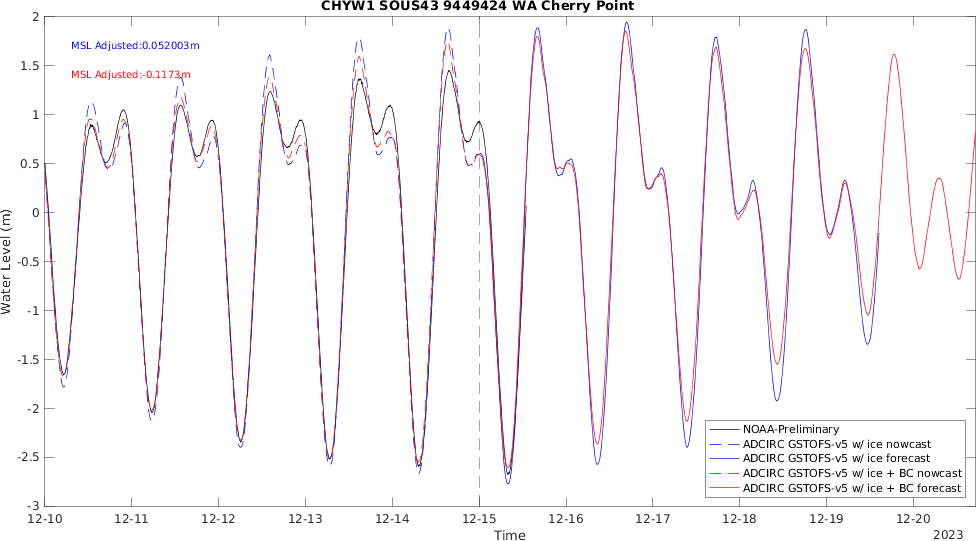 CHYW1 SOUS43 9449424 WA Cherry Point
MSL Adjusted:0.052003m
MSL Adjusted:-0.1173m
Water Level (m)
2
1.5
1
0.5
0
-0.5
-1
-1.5
-2
-2.5
-3
NOAA-Preliminary
ADCIRC GSTOFS-v5 w/ ice nowcast
ADCIRC GSTOFS-v5 w/ ice forecast
ADCIRC GSTOFS-v5 w/ ice + BC nowcast
ADCIRC GSTOFS-v5 w/ ice + BC forecast
12-10 12-11 12-12 12-13 12-14 12-15 12-16 12-17 12-18 12-19 12-20
Time
2023